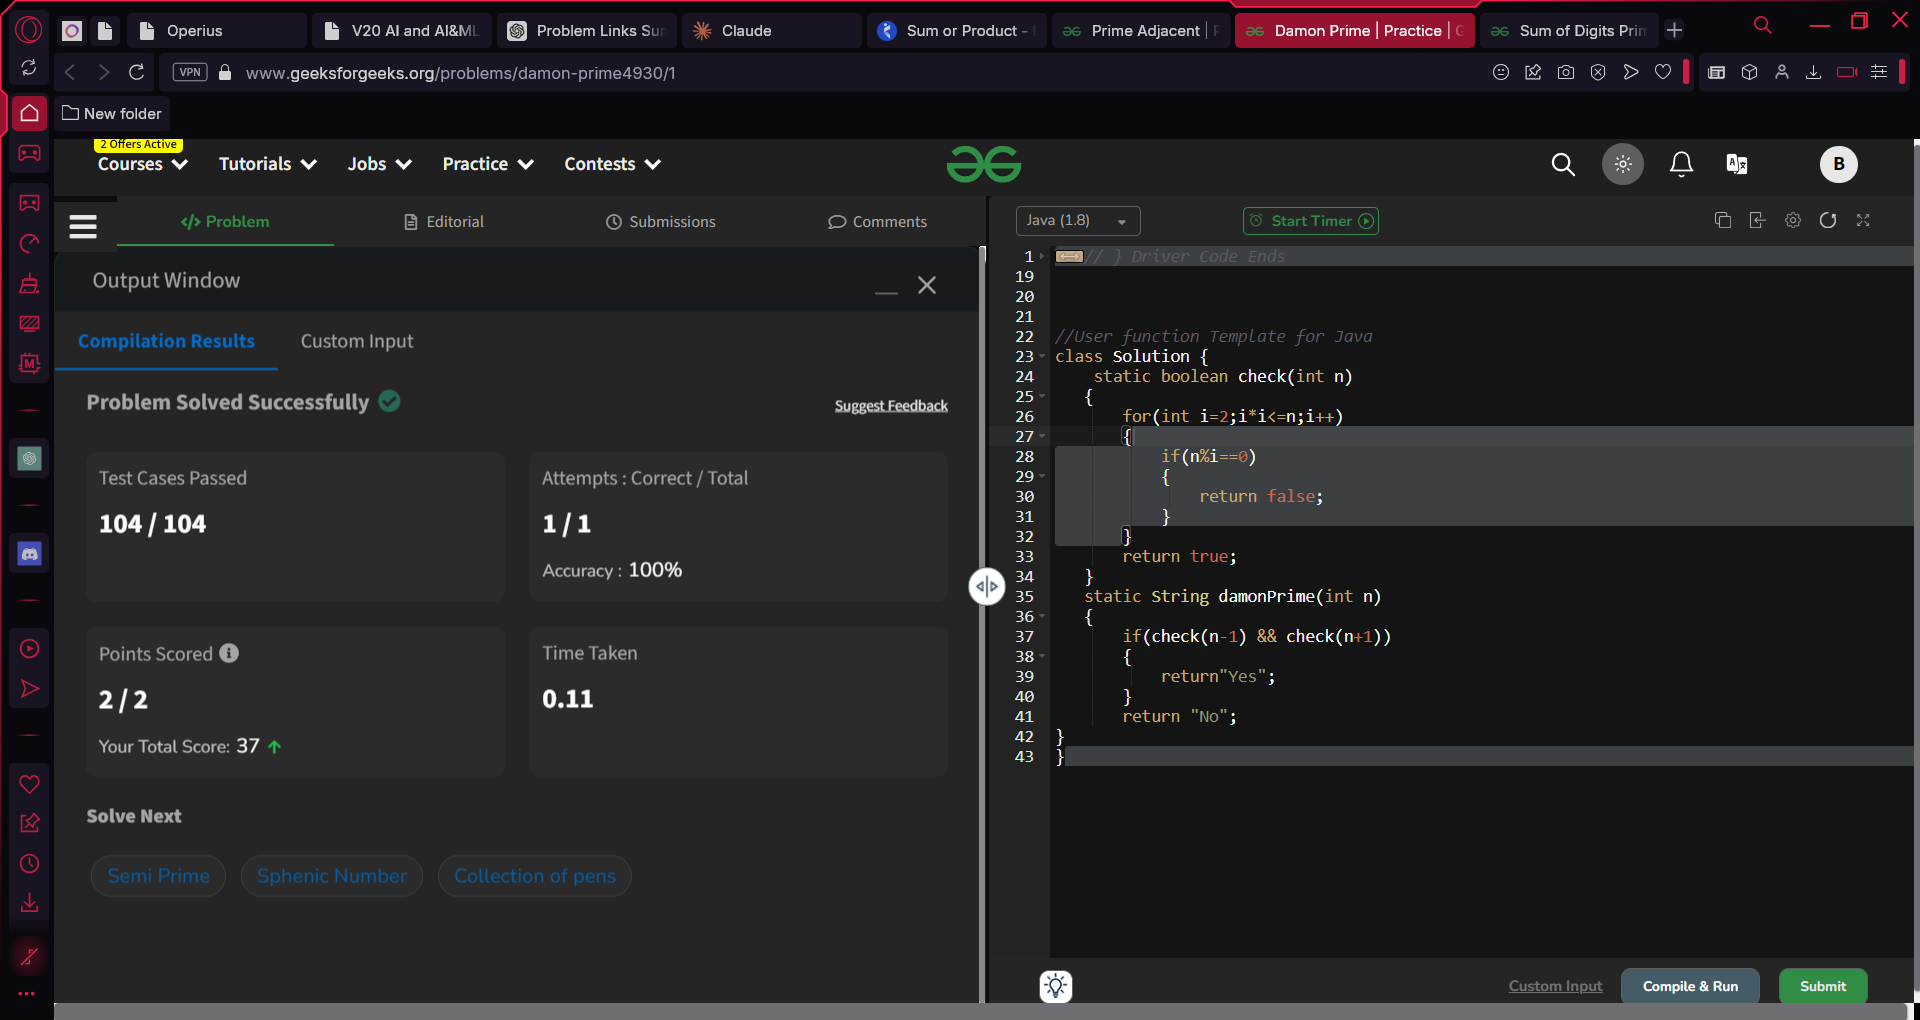 Operius
V20 AI and AI&ML
Problem Links Sur
Claude
Sum or Product -
Prime Adjacent | P
Damon Prime | Practice | G
Sum of Digits Prim
VPN
www.geeksforgeeks.org/problems/damon-prime4930/1
New folder
2 Offers Active
Courses
Tutorials
Jobs
Practice
Contests
B
</> Problem
Editorial
Submissions
Comments
Java (1.8)
Start Timer
Output Window
Compilation Results
Custom Input
Problem Solved Successfully
Suggest Feedback
Test Cases Passed
104 / 104
Attempts : Correct / Total
1 / 1
Accuracy : 100%
Points Scored
2 / 2
Your Total Score: 37
Time Taken
0.11
Solve Next
Semi Prime
Sphenic Number
Collection of pens
1 // } Driver Code Ends
19
20
21
22 //User function Template for Java
23 class Solution {
24 static boolean check(int n)
25 {
26 for(int i=2;i*i<=n;i++)
27 {
28 if(n%i==0)
29 {
30 return false;
31 }
32 }
33 return true;
34 }
35 static String damonPrime(int n)
36 {
37 if(check(n-1) && check(n+1))
38 {
39 return"Yes";
40 }
41 return "No";
42 }
43 }
Custom Input
Compile & Run
Submit